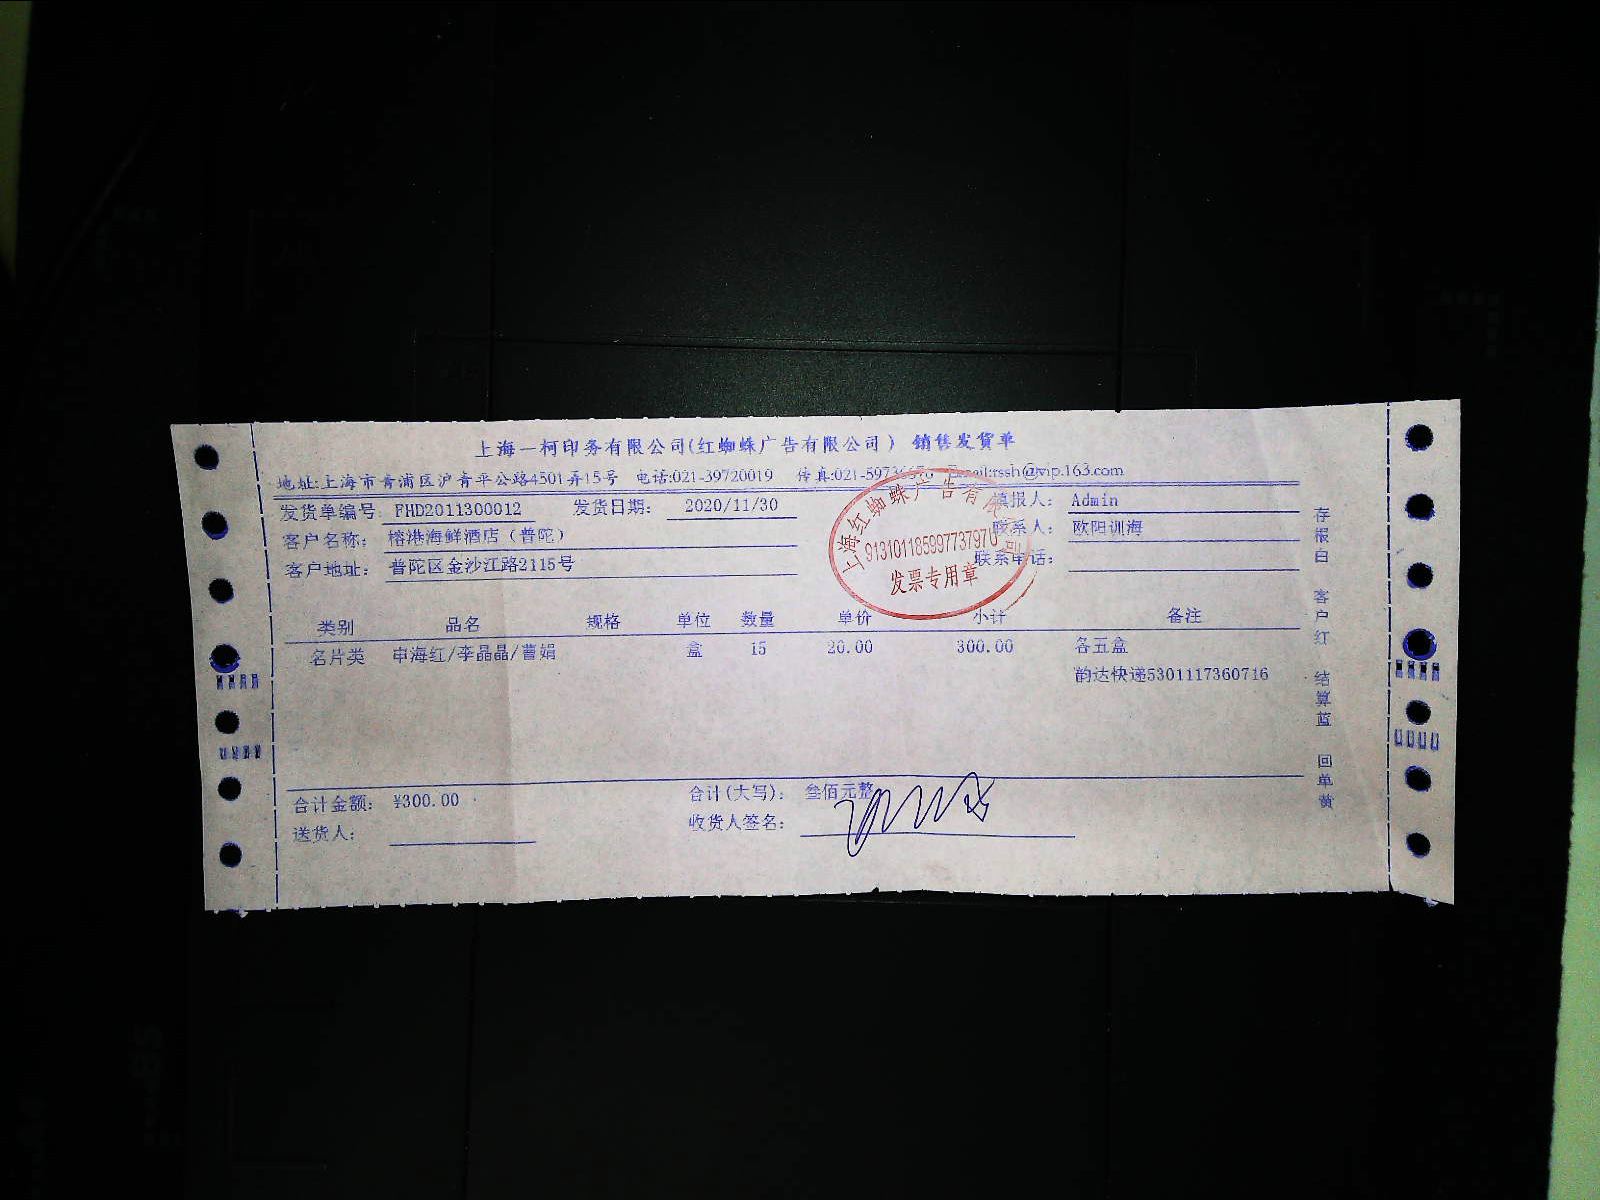 上海一柯印务有限公司(红蜘蛛广告有限公司) 销售发货单
地址:上海市青浦区沪青平公路4501弄15号 电话:021-39720019 传真:021-5973 Email:rssh@vip.163.com
发货单编号: FHD2011300012 发货日期: 2020/11/30 填报人: Admin
客户名称: 榕港海鲜酒店（普陀） 联系人: 欧阳训海
客户地址: 普陀区金沙江路2115号 联系电话:
上海红蜘蛛广告有限公司
91310118599773797U
发票专用章
类别 品名 规格 单位 数量 单价 小计 备注
名片类 申海红/李晶晶/曹娟 盒 15 20.00 300.00 各五盒
韵达快递5301117360716
合计金额: ¥300.00 合计(大写): 叁佰元整
送货人: 收货人签名:
存根白 客户红 结算蓝 回单黄